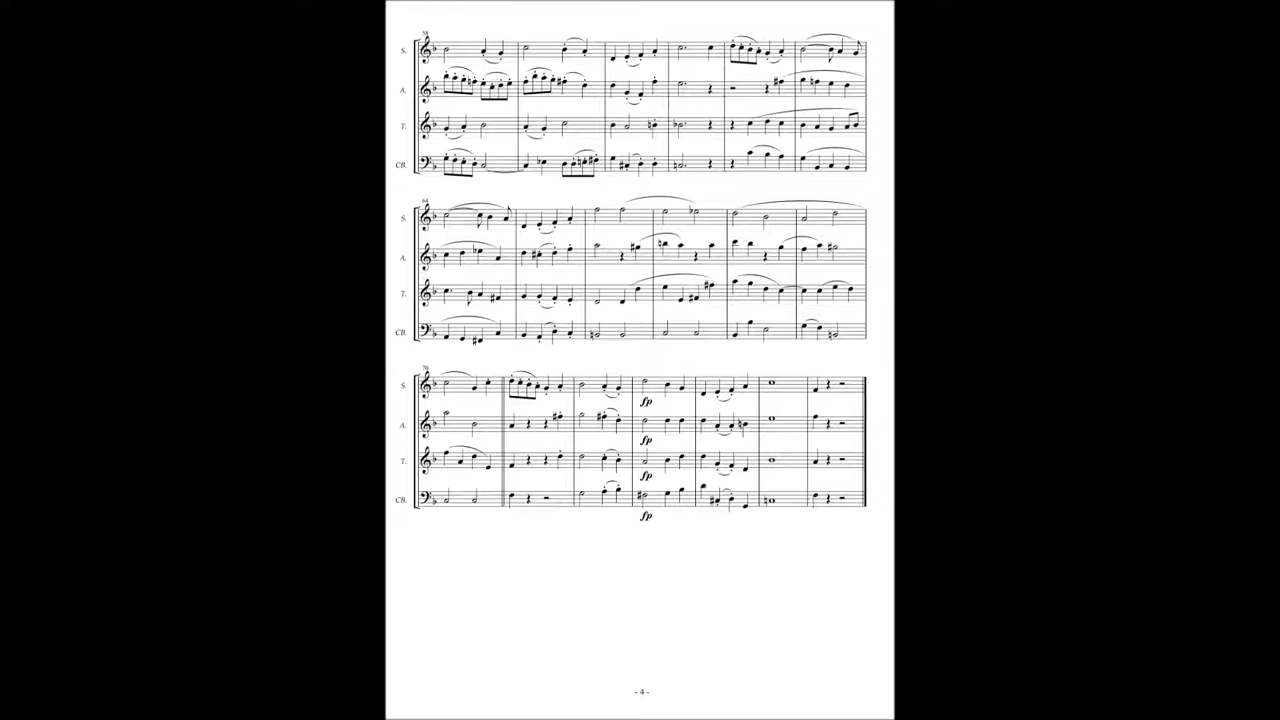 58
S.
A.
T.
CB.
64
S.
A.
T.
CB.
70
S.
fp
A.
fp
T.
fp
CB.
fp
- 4 -